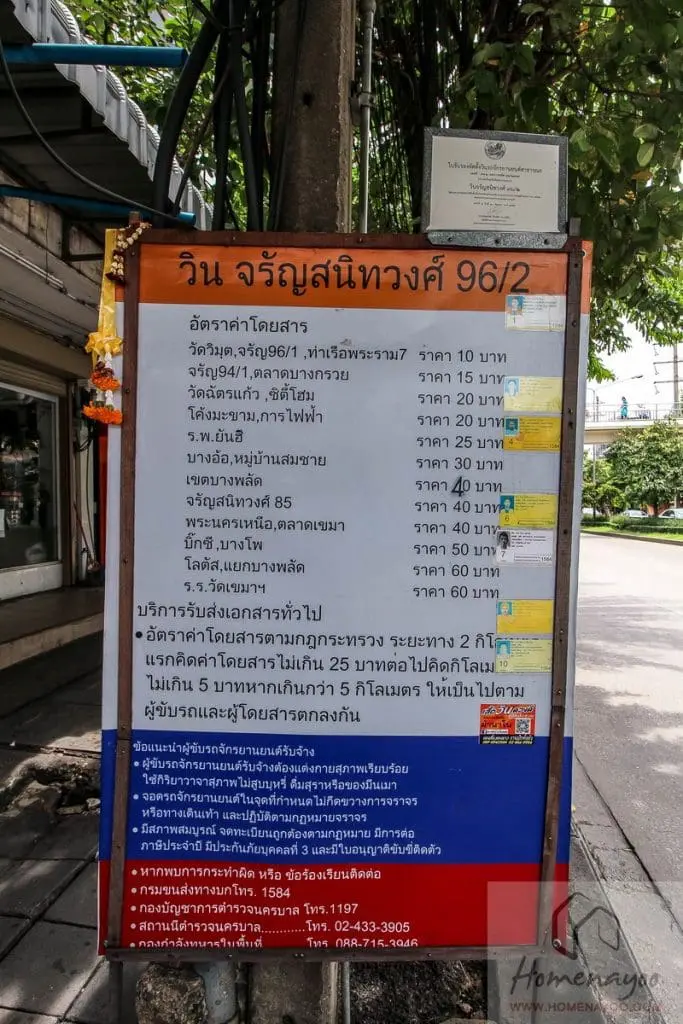 วิน จรัญสนิทวงศ์ 96/2
อัตราค่าโดยสาร
วัดวิมุต,จรัญ96/1 ,ท่าเรือพระราม7 ราคา 10 บาท
จรัญ94/1,ตลาดบางกรวย ราคา 15 บาท
วัดฉัตรแก้ว ,ซิตี้โฮม ราคา 20 บาท
โค้งมะขาม,การไฟฟ้า ราคา 20 บาท
ร.พ.ยันฮี ราคา 25 บาท
บางอ้อ,หมู่บ้านสมชาย ราคา 30 บาท
เขตบางพลัด ราคา 40 บาท
จรัญสนิทวงศ์ 85 ราคา 40 บาท
พระนครเหนือ,ตลาดเขมา ราคา 40 บาท
บิ๊กซี,บางโพ ราคา 50 บาท
โลตัส,แยกบางพลัด ราคา 60 บาท
ร.ร.วัดเขมาฯ ราคา 60 บาท
บริการรับส่งเอกสารทั่วไป
• อัตราค่าโดยสารตามกฎกระทรวง ระยะทาง 2
แรกคิดค่าโดยสารไม่เกิน 25 บาทต่อไปคิดกิโลเม
ไม่เกิน 5 บาทหากเกินกว่า 5 กิโลเมตร ให้เป็นไปตาม
ผู้ขับรถและผู้โดยสารตกลงกัน
ข้อแนะนำผู้ขับรถจักรยานยนต์รับจ้าง
• ผู้ขับรถจักรยานยนต์รับจ้างต้องแต่งกายสุภาพเรียบร้อย
ใช้กิริยาวาจาสุภาพไม่สูบบุหรี่ ดื่มสุราหรือของมึนเมา
• จอดรถจักรยานยนต์ในจุดที่กำหนดไม่กีดขวางการจราจร
หรือทางเดินเท้า และปฏิบัติตามกฎหมายจราจร
• มีสภาพสมบูรณ์ จดทะเบียนถูกต้องตามกฎหมาย มีการต่อ
ภาษีประจำปี มีประกันภัยบุคคลที่ 3 และมีใบอนุญาติขับขี่ติดตัว
• หากพบการกระทำผิด หรือ ข้อร้องเรียนติดต่อ
• กรมขนส่งทางบกโทร. 1584
• กองบัญชาการตำรวจนครบาล โทร.1197
• สถานนีตำรวจนครบาล............โทร. 02-433-3905
• กองกำลังทหารในพื้นที่ โทร. 088-715-3946
Homenayoo
WWW.HOMENAYOO.COM